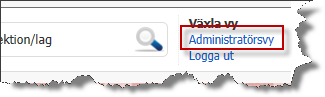 Växla vy
ektion/lag
Administratörsvy
Logga ut